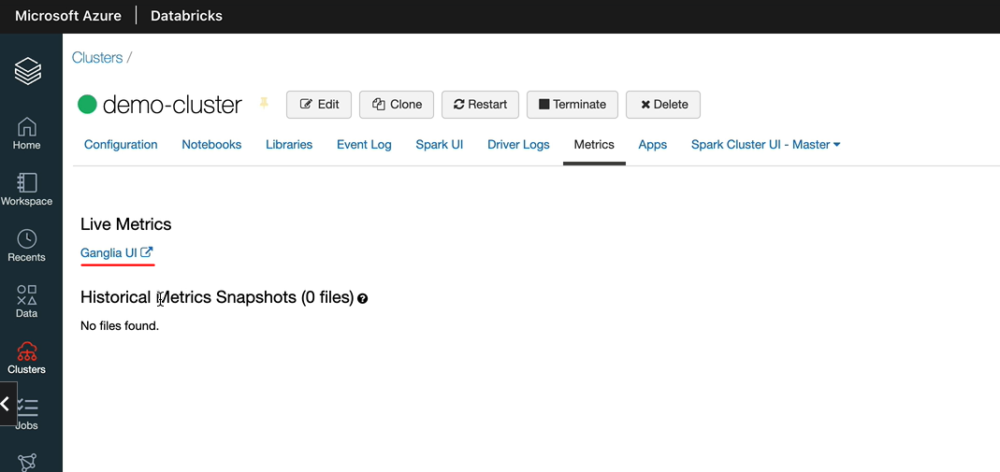 Microsoft Azure | Databricks
Clusters /
demo-cluster Edit Clone Restart Terminate Delete
Configuration Notebooks Libraries Event Log Spark UI Driver Logs Metrics Apps Spark Cluster UI - Master
Home
Workspace
Recents
Data
Clusters
Jobs
Live Metrics
Ganglia UI
Historical Metrics Snapshots (0 files)
No files found.